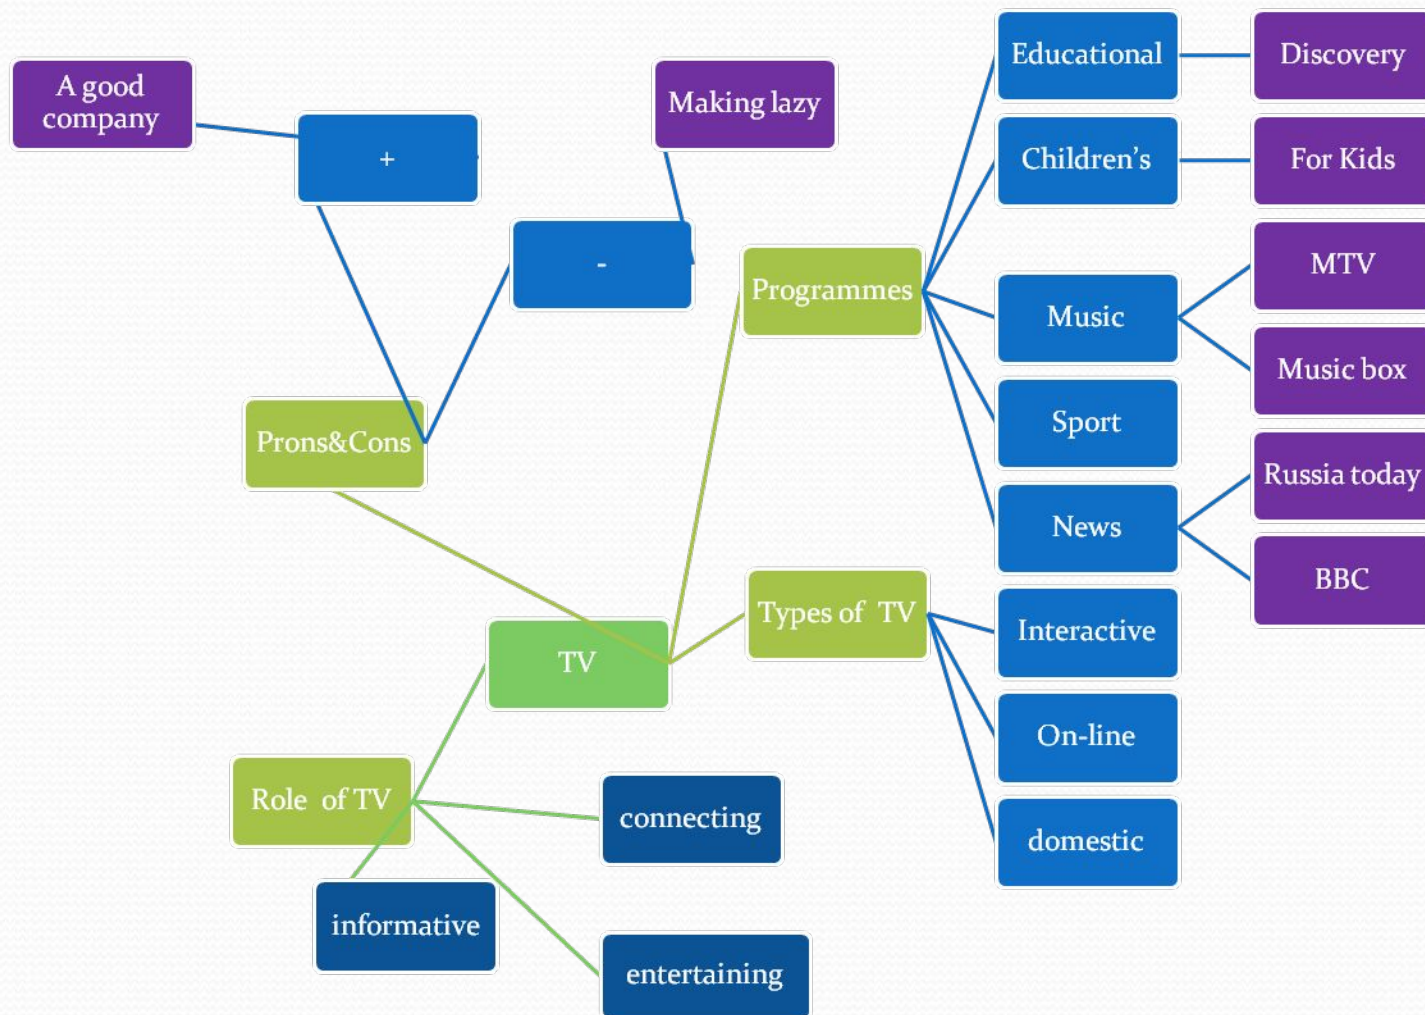 A good
company
+
-
Making lazy
Prons&Cons
Programmes
Educational
Discovery
Children's
For Kids
Music
MTV
Music box
Sport
News
Russia today
BBC
TV
Types of TV
Interactive
On-line
domestic
Role of TV
connecting
informative
entertaining